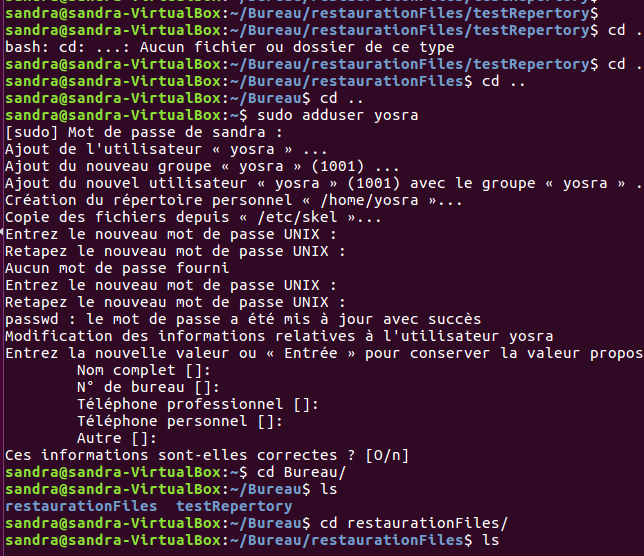 sandra@sandra-VirtualBox:~/Bureau/restaurationFiles/testRepertory$
sandra@sandra-VirtualBox:~/Bureau/restaurationFiles/testRepertory$ cd .
bash: cd: ...: Aucun fichier ou dossier de ce type
sandra@sandra-VirtualBox:~/Bureau/restaurationFiles/testRepertory$ cd .
sandra@sandra-VirtualBox:~/Bureau/restaurationFiles$ cd ..
sandra@sandra-VirtualBox:~/Bureau$ cd ..
sandra@sandra-VirtualBox:~$ sudo adduser yosra
[sudo] Mot de passe de sandra :
Ajout de l'utilisateur « yosra » ...
Ajout du nouveau groupe « yosra » (1001) ...
Ajout du nouvel utilisateur « yosra » (1001) avec le groupe « yosra » .
Création du répertoire personnel « /home/yosra »...
Copie des fichiers depuis « /etc/skel »...
Entrez le nouveau mot de passe UNIX :
Retapez le nouveau mot de passe UNIX :
Aucun mot de passe fourni
Entrez le nouveau mot de passe UNIX :
Retapez le nouveau mot de passe UNIX :
passwd : le mot de passe a été mis à jour avec succès
Modification des informations relatives à l'utilisateur yosra
Entrez la nouvelle valeur ou « Entrée » pour conserver la valeur propos
Nom complet []:
N° de bureau []:
Téléphone professionnel []:
Téléphone personnel []:
Autre []:
Ces informations sont-elles correctes ? [O/n]
sandra@sandra-VirtualBox:~$ cd Bureau/
sandra@sandra-VirtualBox:~/Bureau$ ls
restaurationFiles  testRepertory
sandra@sandra-VirtualBox:~/Bureau$ cd restaurationFiles/
sandra@sandra-VirtualBox:~/Bureau/restaurationFiles$ ls